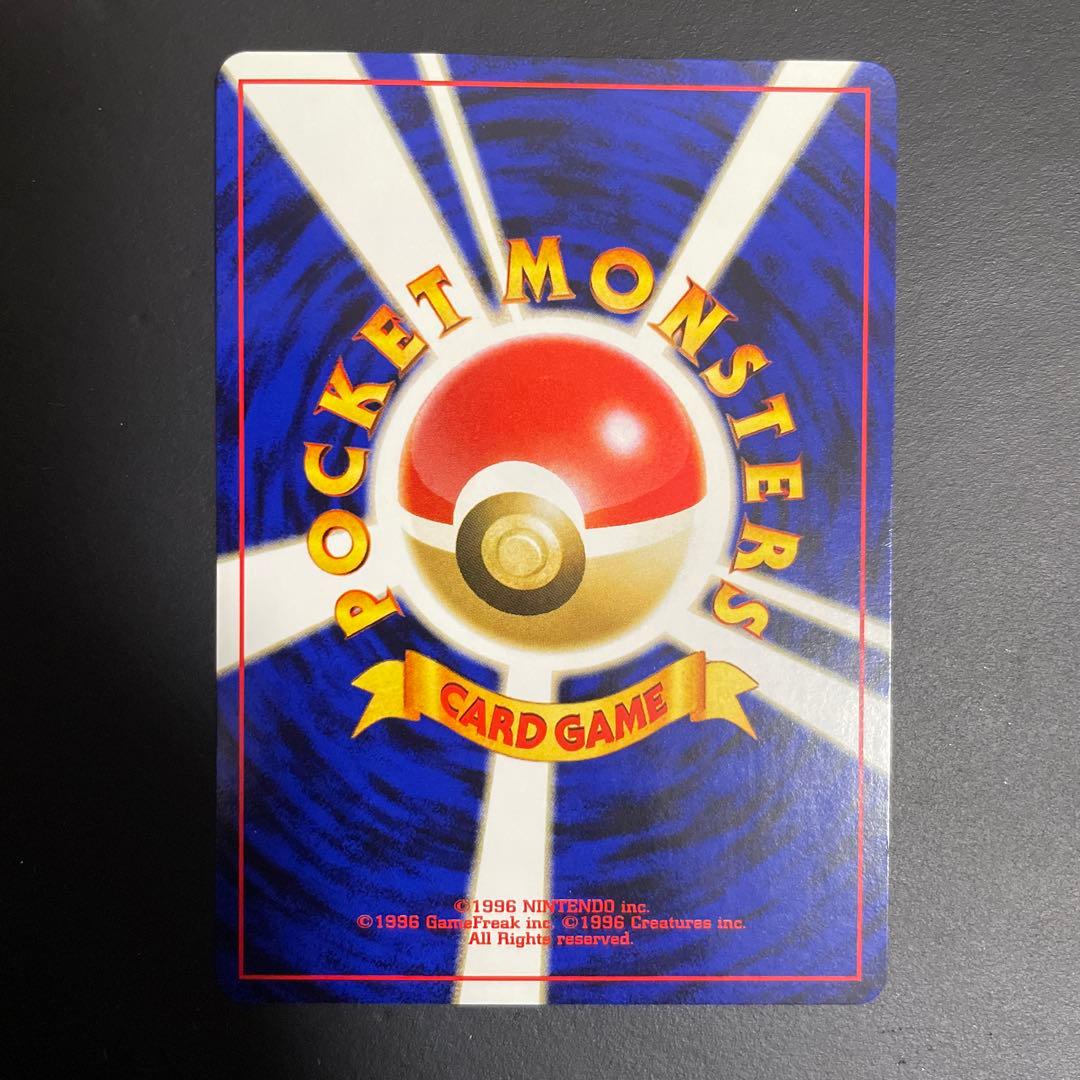 POCKET MONSTERS
CARD GAME
©1996 NINTENDO inc.
©1996 GameFreak inc. ©1996 Creatures inc.
All Rights reserved.